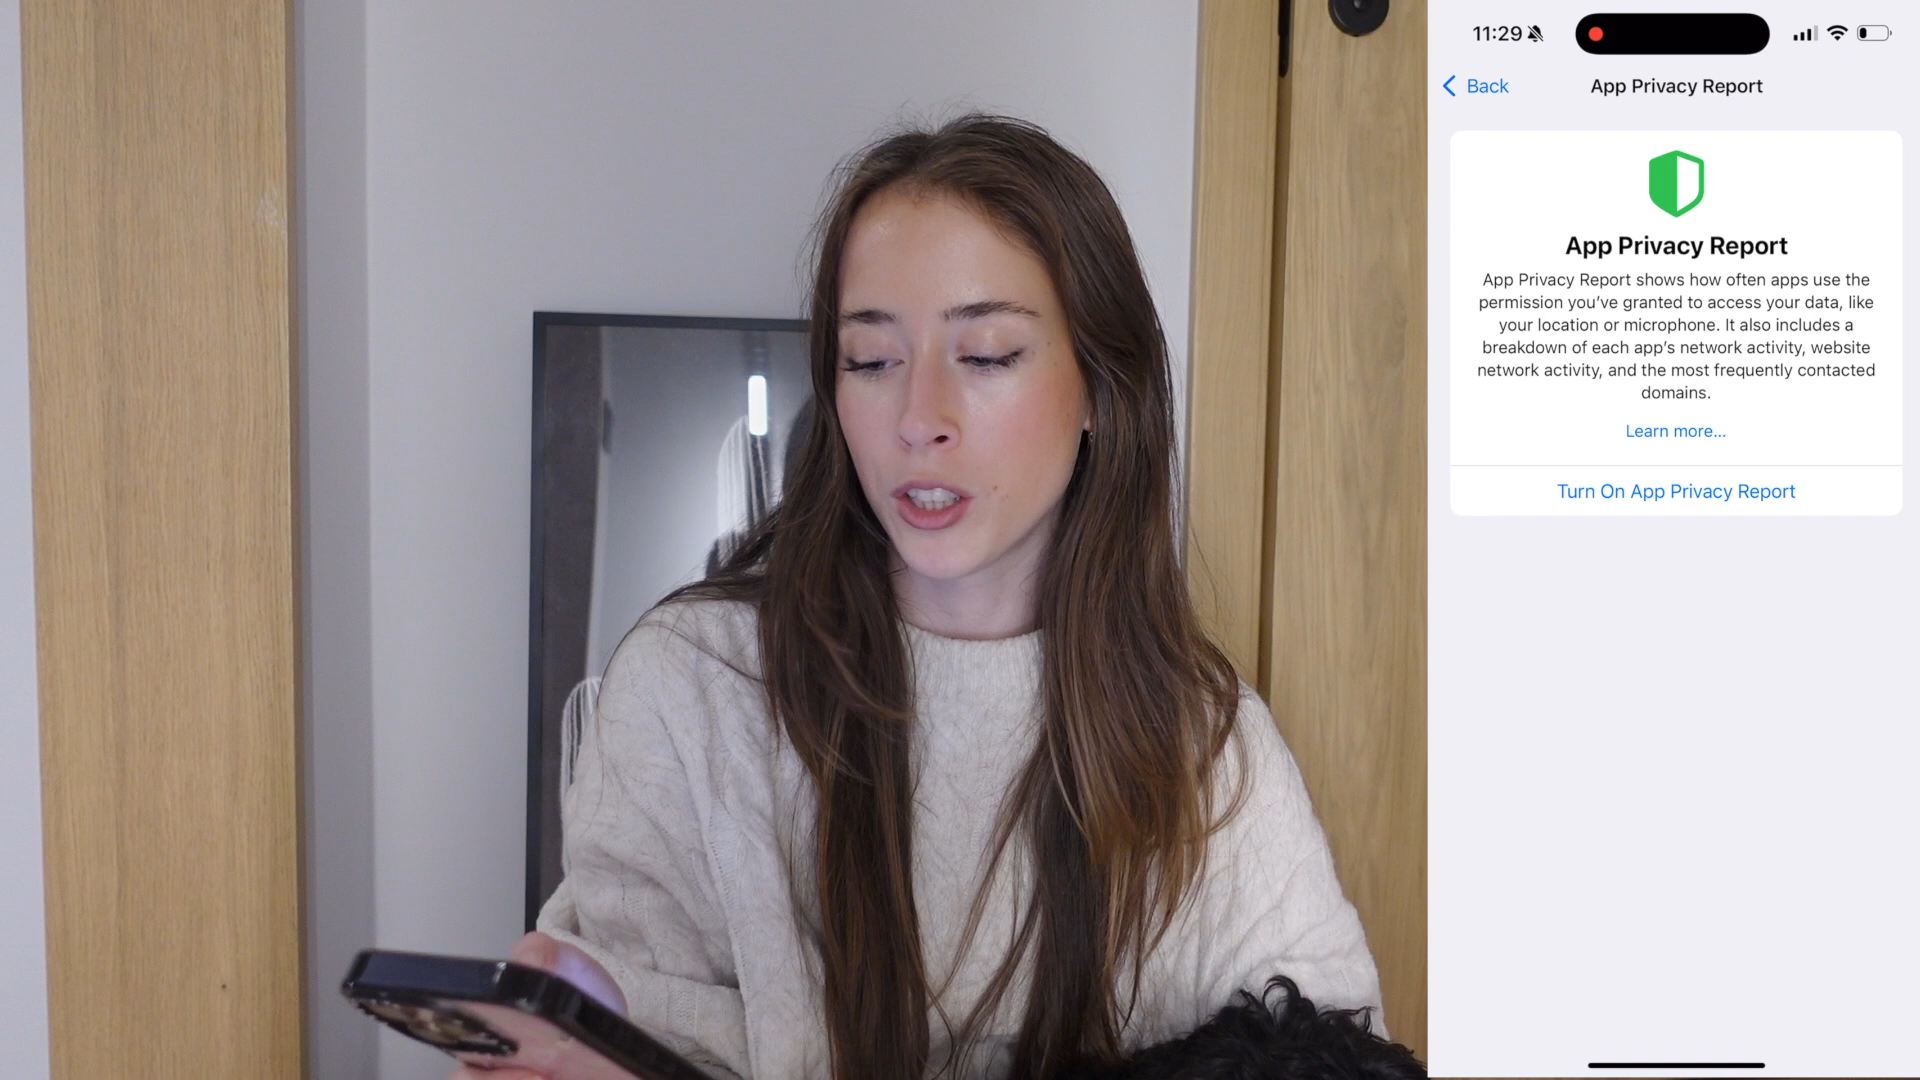 11:29
Back
App Privacy Report
App Privacy Report
App Privacy Report shows how often apps use the
permission you've granted to access your data, like
your location or microphone. It also includes a
breakdown of each app's network activity, website
network activity, and the most frequently contacted
domains.
Learn more...
Turn On App Privacy Report